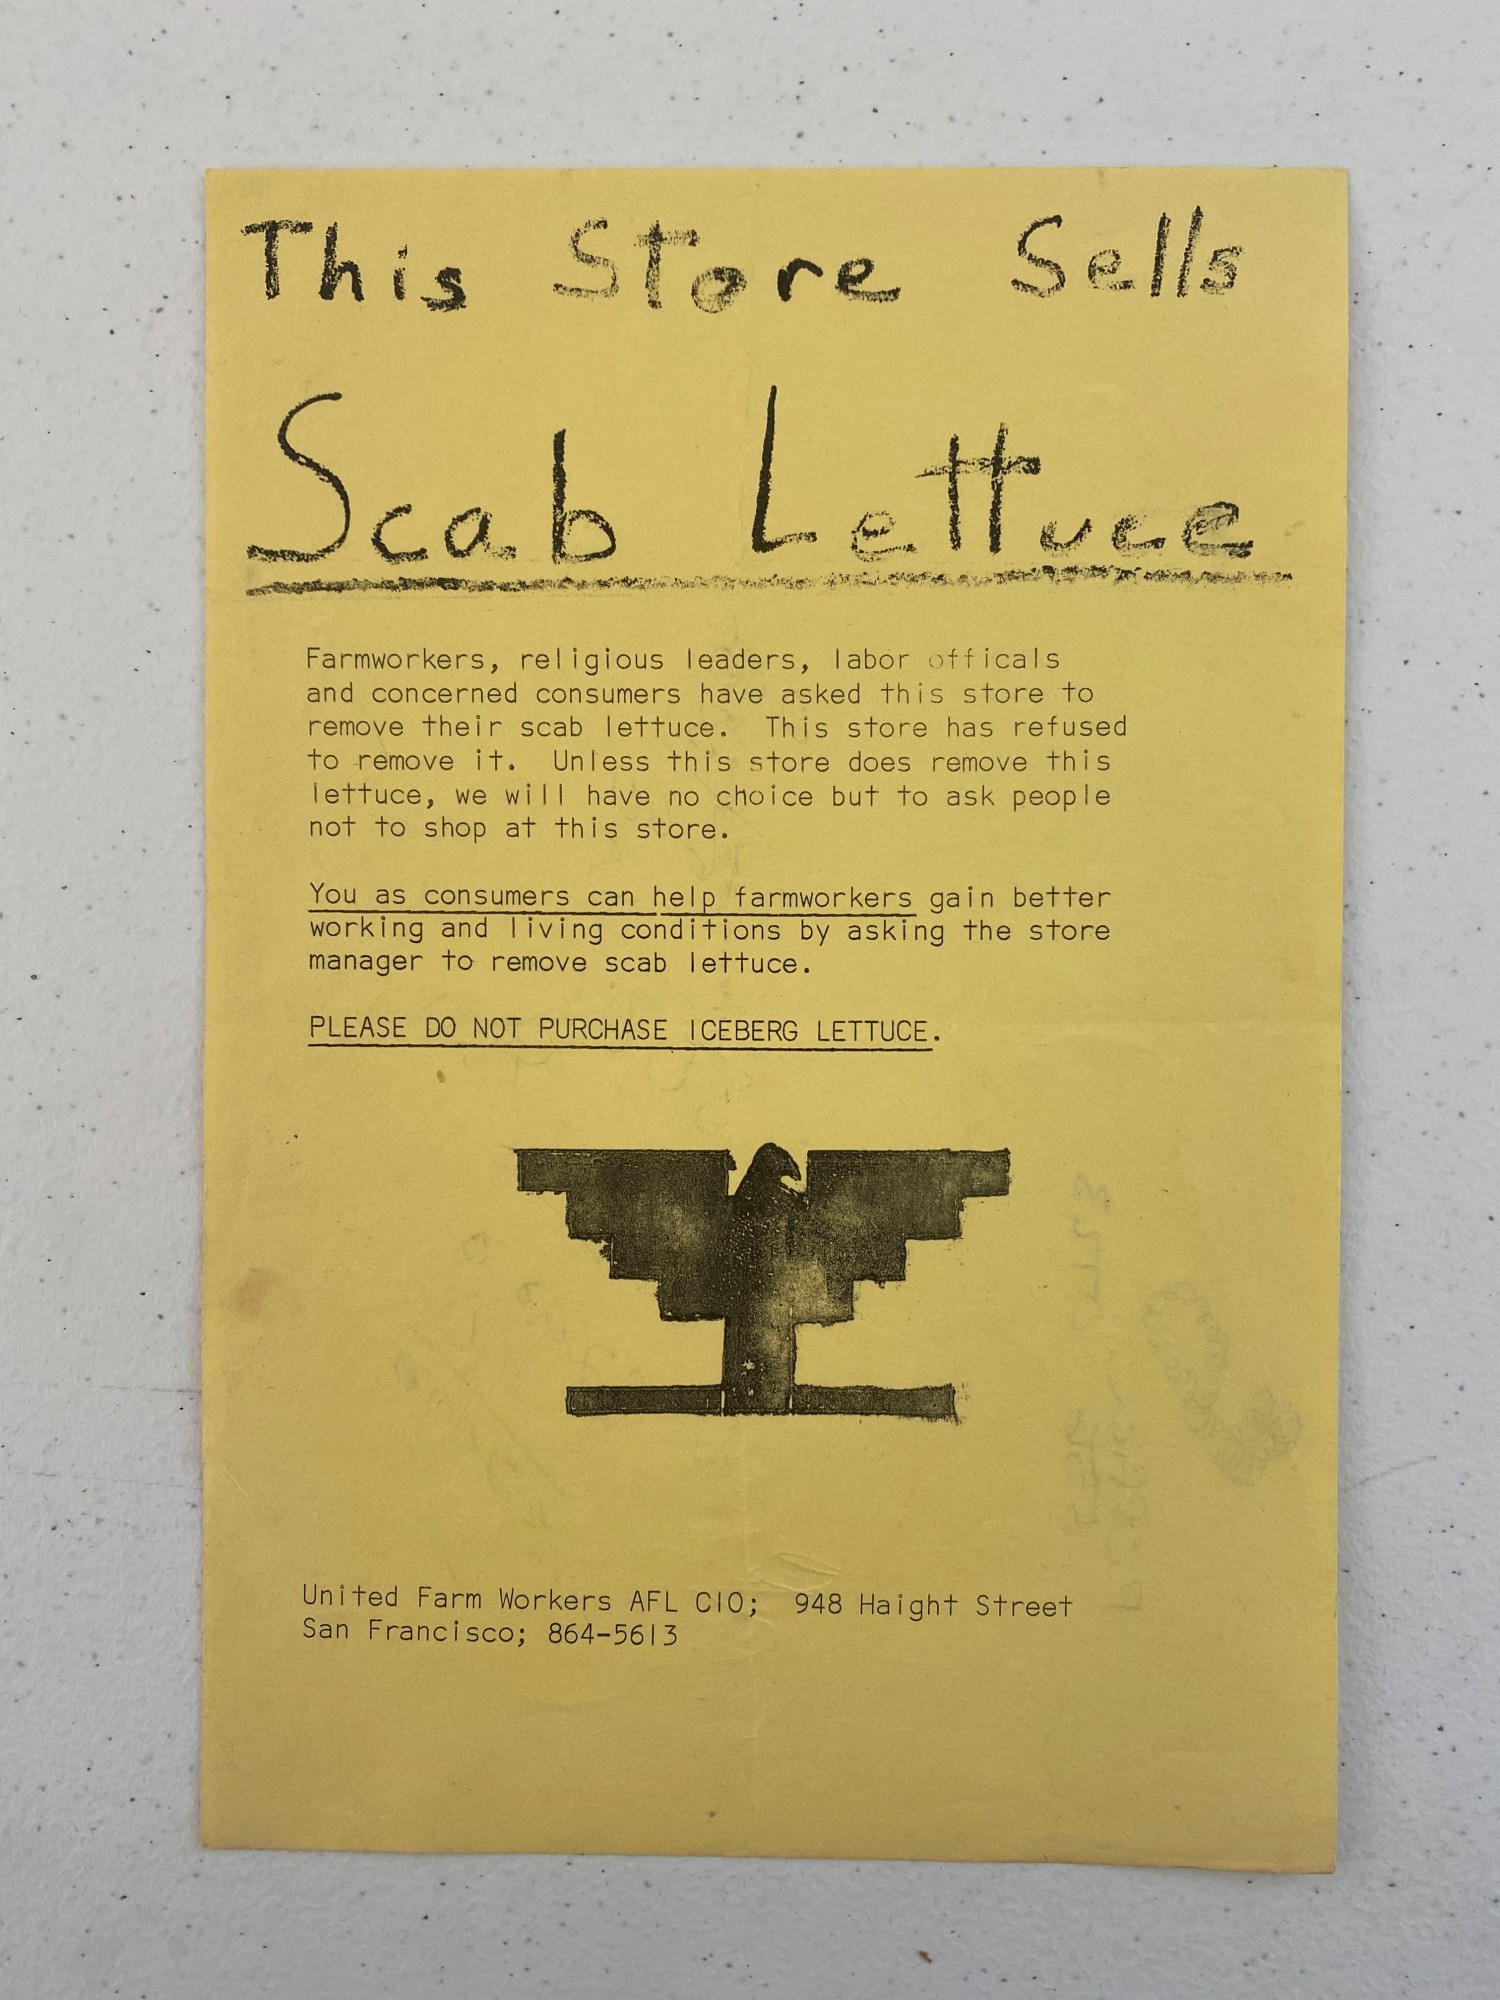 This Store Sells
Scab Lettuce
Farmworkers, religious leaders, labor officals
and concerned consumers have asked this store to
remove their scab lettuce. This store has refused
to remove it. Unless this store does remove this
lettuce, we will have no choice but to ask people
not to shop at this store.
You as consumers can help farmworkers gain better
working and living conditions by asking the store
manager to remove scab lettuce.
PLEASE DO NOT PURCHASE ICEBERG LETTUCE.
United Farm Workers AFL CIO; 948 Haight Street
San Francisco; 864-5613